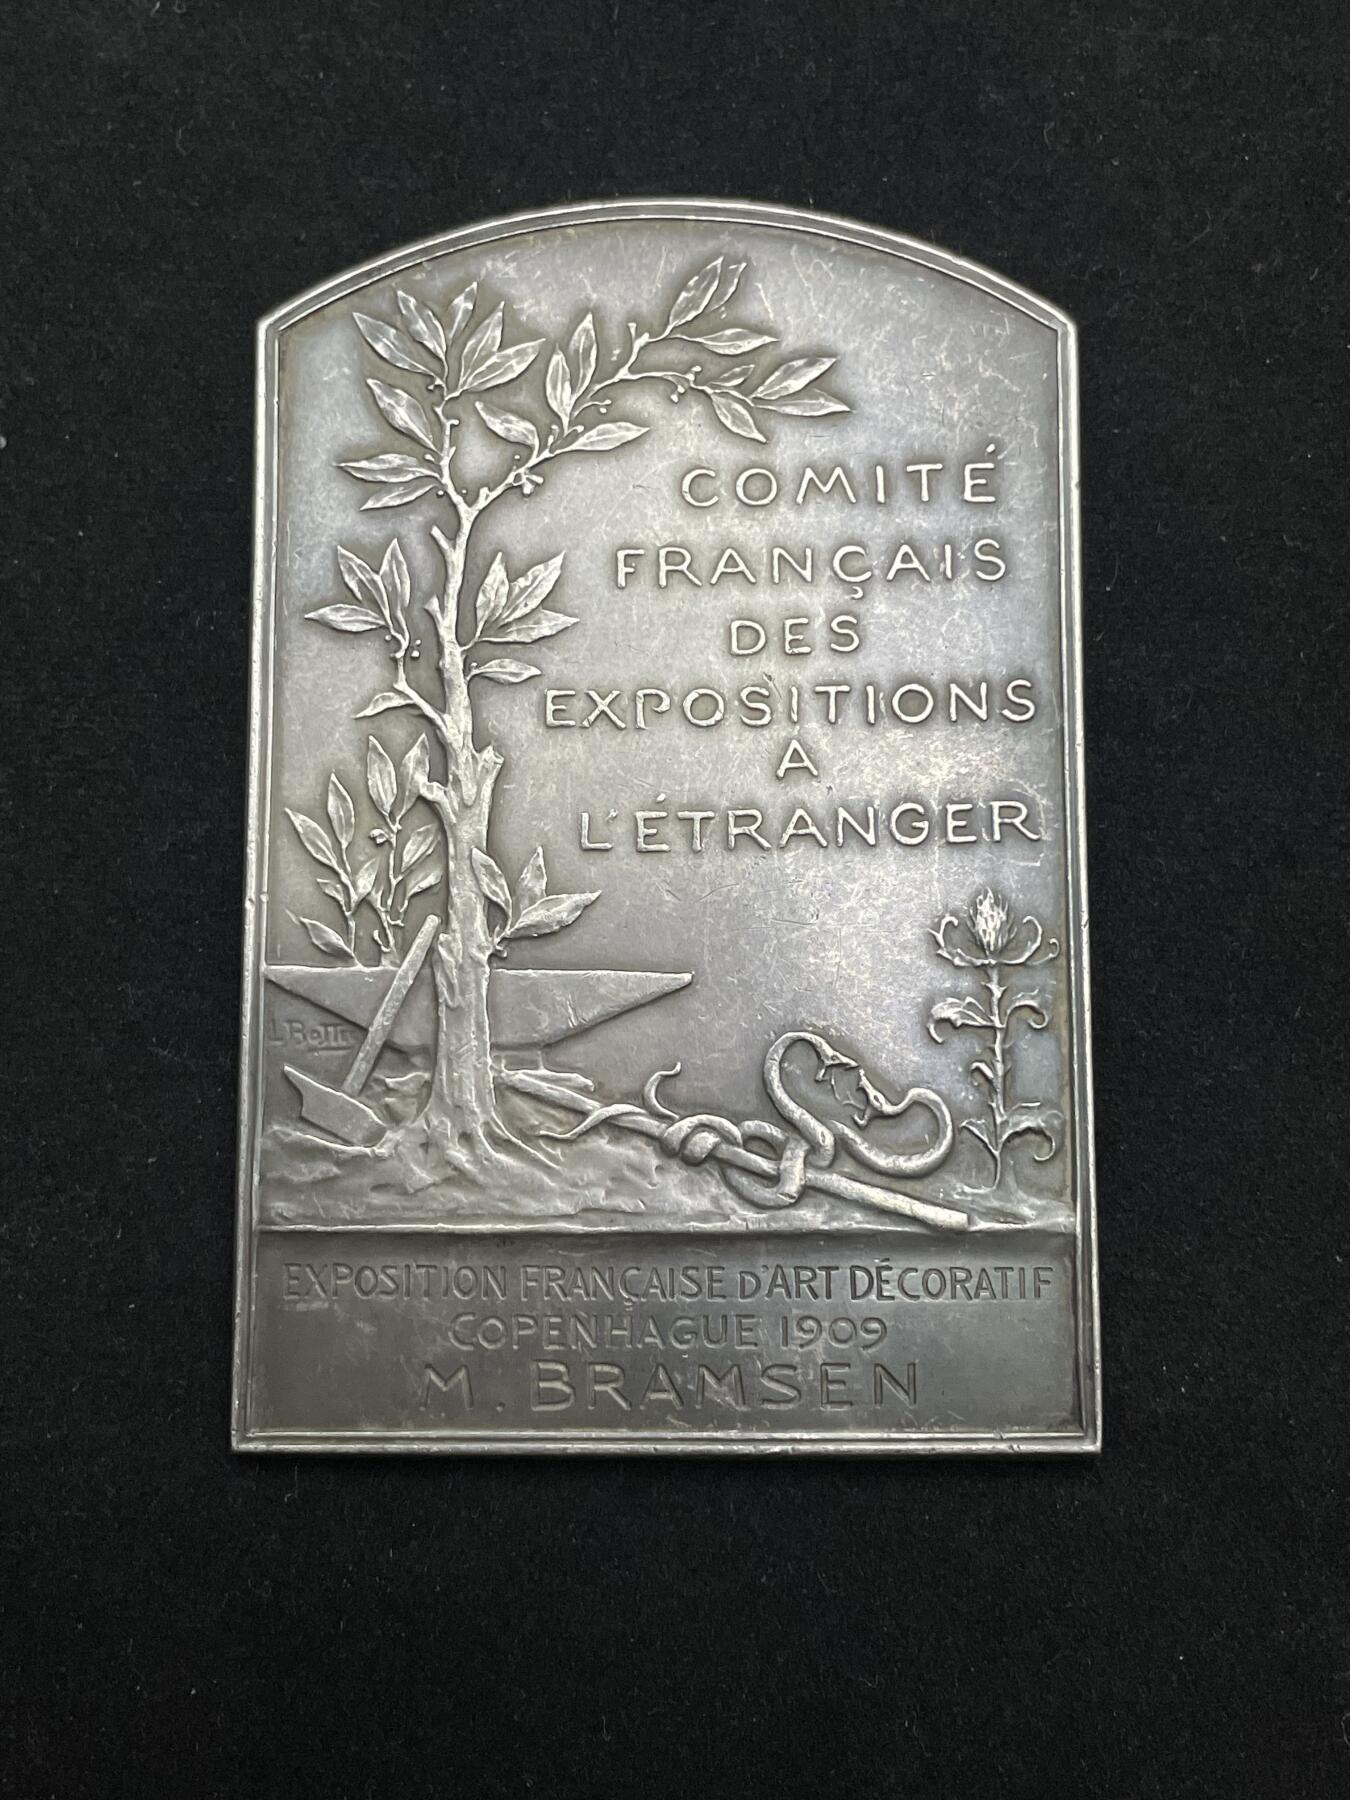 COMITÉ
FRANÇAIS
DES
EXPOSITIONS
A
L'ÉTRANGER
EXPOSITION FRANÇAISE D'ART DÉCORATIF
COPENHAGUE 1909
M. BRAMSEN